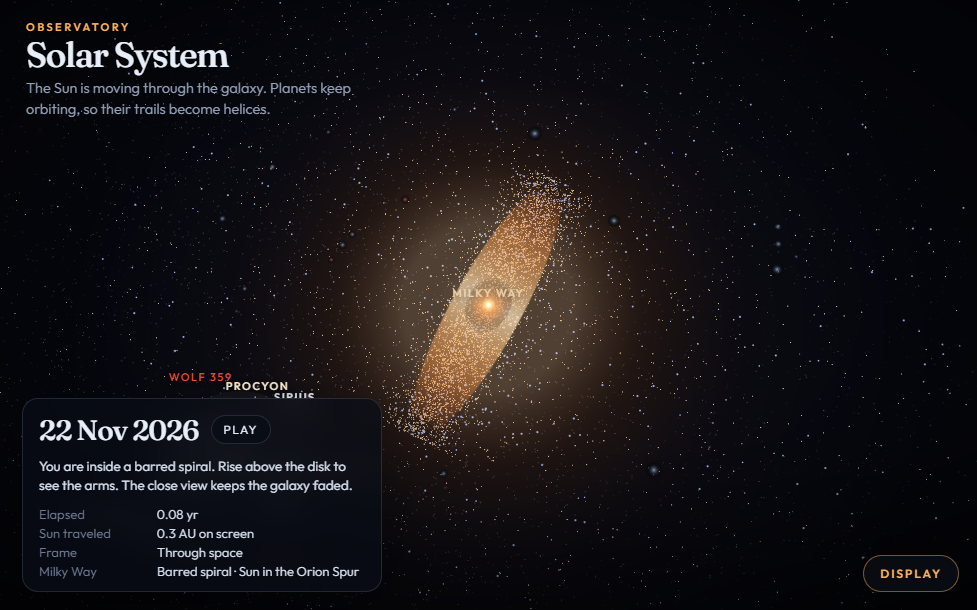 OBSERVATORY
Solar System
The Sun is moving through the galaxy. Planets keep
orbiting, so their trails become helices.
MILKY WAY
WOLF 359
PROCYON
SIRIUS
22 Nov 2026
PLAY
You are inside a barred spiral. Rise above the disk to
see the arms. The close view keeps the galaxy faded.
Elapsed 0.08 yr
Sun traveled 0.3 AU on screen
Frame Through space
Milky Way Barred spiral · Sun in the Orion Spur
DISPLAY